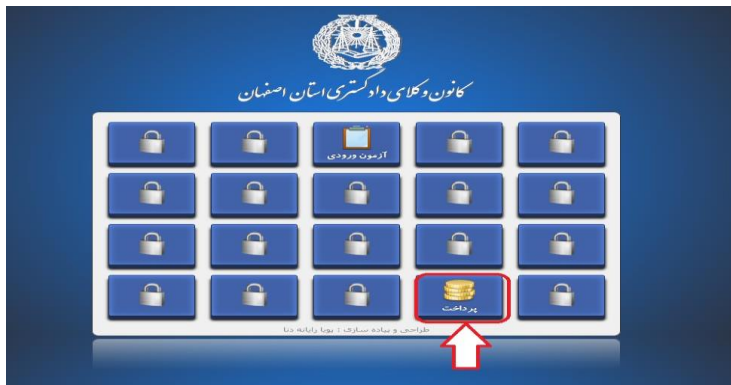 کانون وکلای دادگستری استان اصفهان
آزمون ورودی
پرداخت
طراحی و پیاده سازی : پویا رایانه دنا